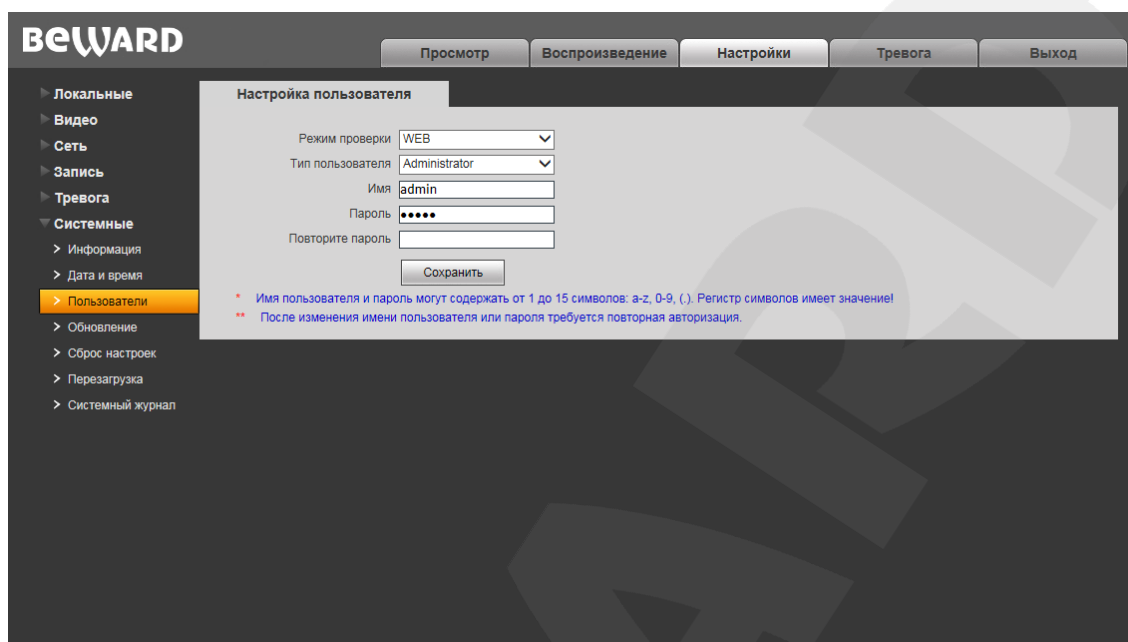 BEWARD
Просмотр
Воспроизведение
Настройки
Тревога
Выход
Локальные
Видео
Сеть
Запись
Тревога
Системные
Информация
Дата и время
Пользователи
Обновление
Сброс настроек
Перезагрузка
Системный журнал
Настройка пользователя
Режим проверки WEB
Тип пользователя Administrator
Имя admin
Пароль •••••
Повторите пароль
Сохранить
* Имя пользователя и пароль могут содержать от 1 до 15 символов: a-z, 0-9, (.). Регистр символов имеет значение!
** После изменения имени пользователя или пароля требуется повторная авторизация.